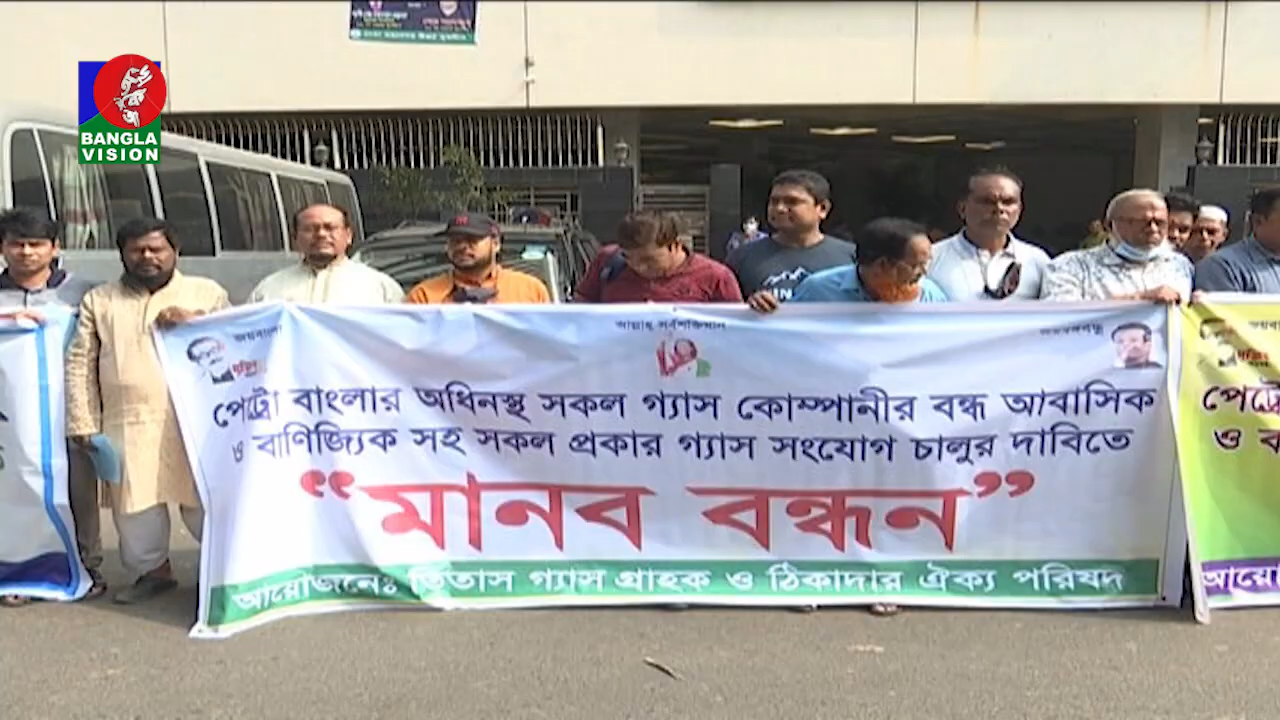 BANGLA
VISION
জয়বাংলা
আল্লাহ সর্বশক্তিমান
জয়বঙ্গবন্ধু
মুজিব
পেট্রো বাংলার অধিনস্থ সকল গ্যাস কোম্পানীর বন্ধ আবাসিক
ও বাণিজ্যিক সহ সকল প্রকার গ্যাস সংযোগ চালুর দাবিতে
“মানব বন্ধন”
আয়োজনেঃ তিতাস গ্যাস গ্রাহক ও ঠিকাদার ঐক্য পরিষদ
পেট্রো
ও
আয়ো